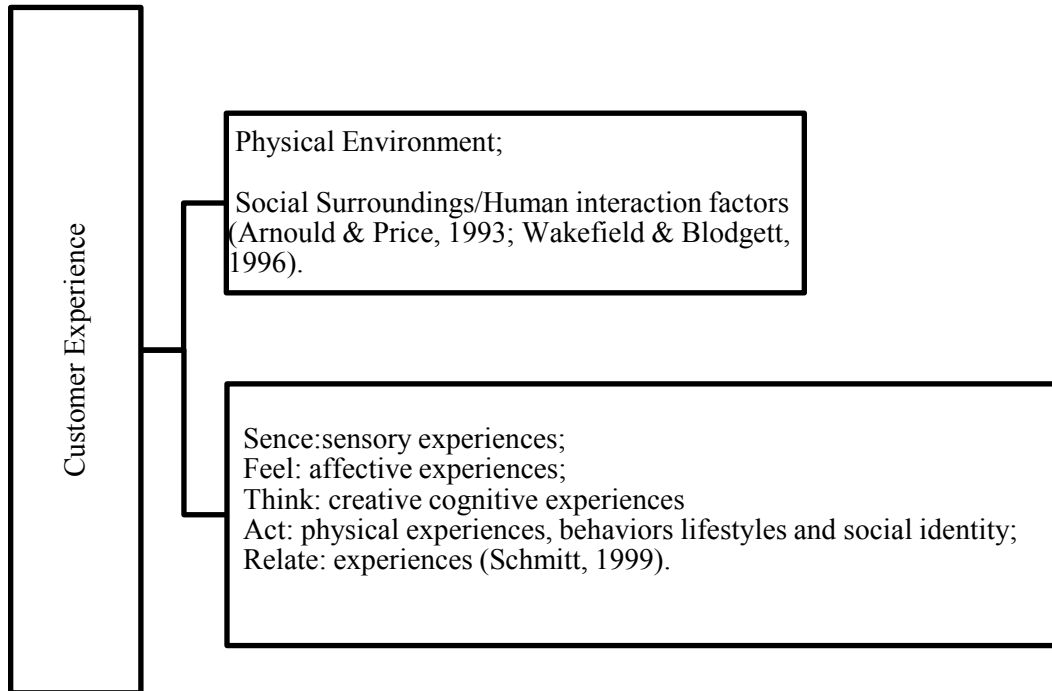 Customer Experience
Physical Environment;
Social Surroundings/Human interaction factors
(Arnould & Price, 1993; Wakefield & Blodgett,
1996).
Sence:sensory experiences;
Feel: affective experiences;
Think: creative cognitive experiences
Act: physical experiences, behaviors lifestyles and social identity;
Relate: experiences (Schmitt, 1999).